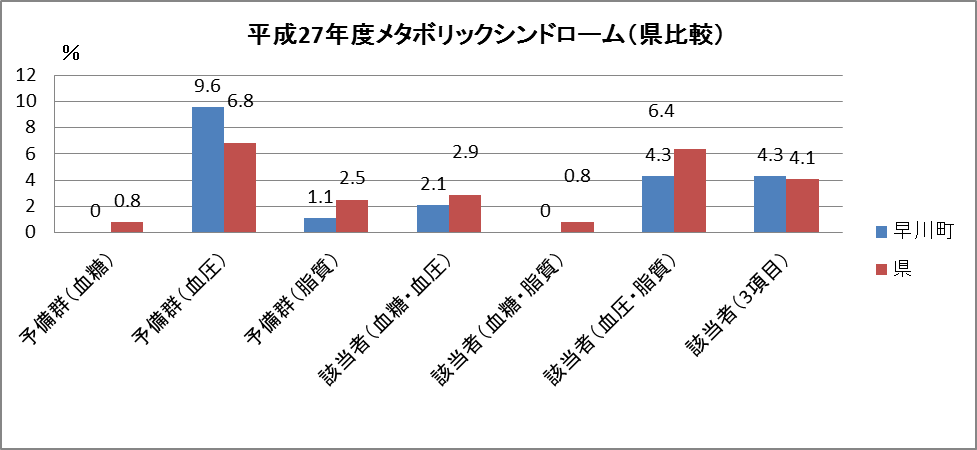 平成27年度メタボリックシンドローム（県比較）
％
12
10
8
6
4
2
0
0
0.8
9.6
6.8
1.1
2.5
2.1
2.9
0
0.8
4.3
6.4
4.3
4.1
予備群（血糖）
予備群（血圧）
予備群（脂質）
該当者（血糖・血圧）
該当者（血糖・脂質）
該当者（血圧・脂質）
該当者（3項目）
早川町
県